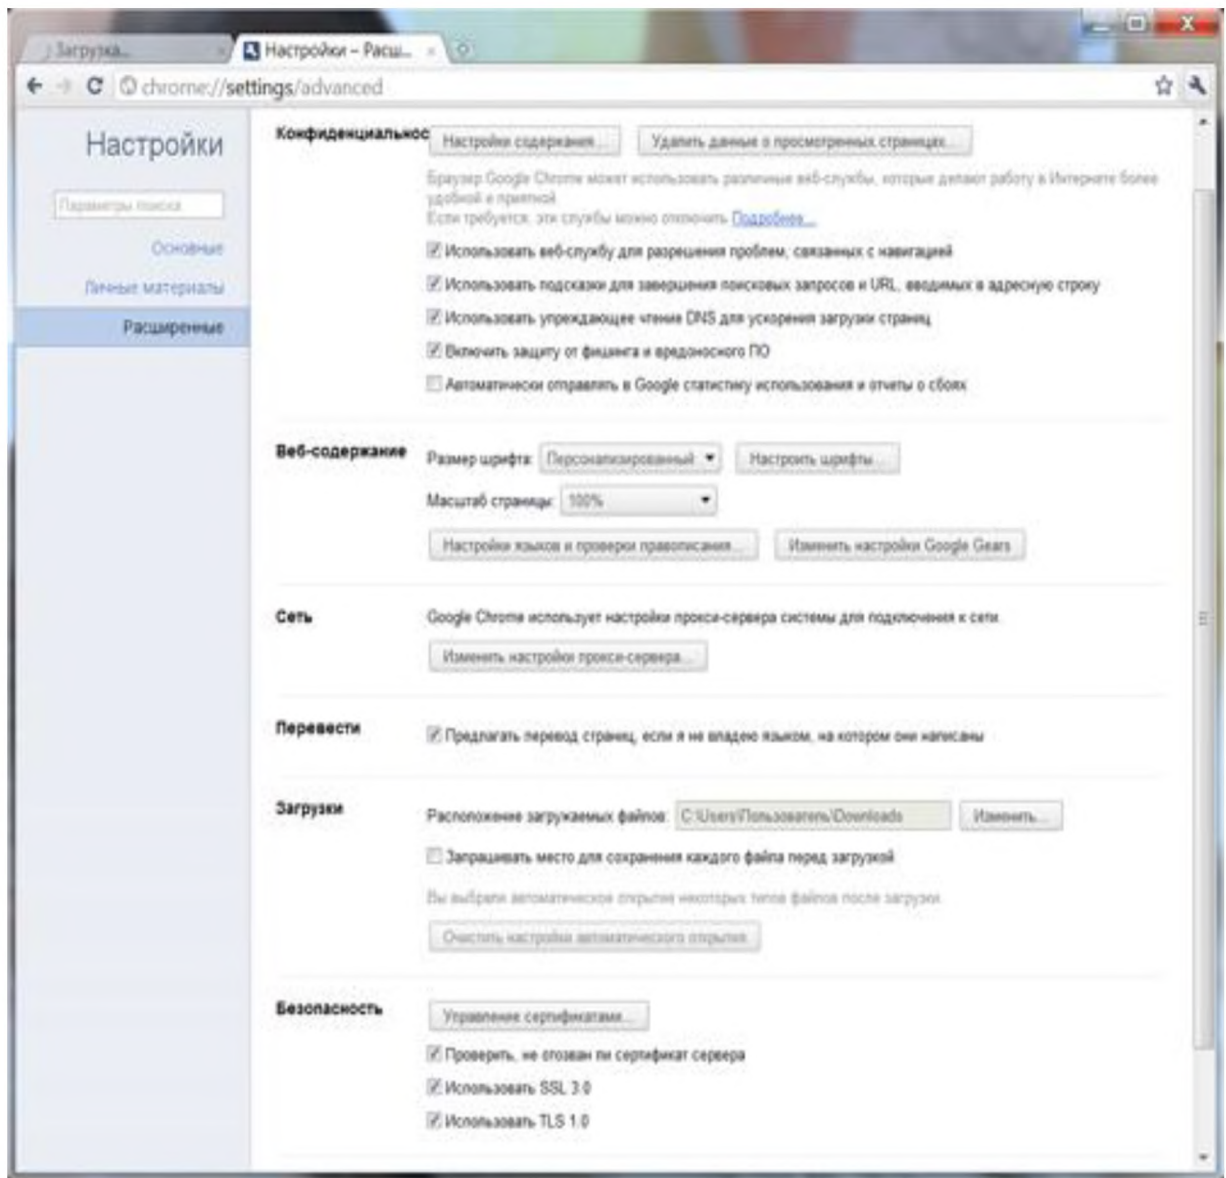 Загрузка...
Настройки – Расш...
chrome://settings/advanced
Настройки
Параметры поиска
Основные
Личные материалы
Расширенные
Конфиденциальнос
Настройки содержания...
Удалить данные о просмотренных страницах...
Браузер Google Chrome может использовать различные веб-службы, которые делают работу в Интернете более
удобной и приятной.
Если требуется, эти службы можно отключить. Подробнее...
Использовать веб-службу для разрешения проблем, связанных с навигацией
Использовать подсказки для завершения поисковых запросов и URL, вводимых в адресную строку
Использовать упреждающее чтение DNS для ускорения загрузки страниц
Включить защиту от фишинга и вредоносного ПО
Автоматически отправлять в Google статистику использования и отчеты о сбоях
Веб-содержание
Размер шрифта: Персонализированный
Настроить шрифты...
Масштаб страницы: 100%
Настройки языков и проверки правописания...
Изменить настройки Google Gears
Сеть
Google Chrome использует настройки прокси-сервера системы для подключения к сети.
Изменить настройки прокси-сервера...
Перевести
Предлагать перевод страниц, если я не владею языком, на котором они написаны
Загрузки
Расположение загружаемых файлов: C:\Users\Пользователь\Downloads
Изменить...
Запрашивать место для сохранения каждого файла перед загрузкой
Вы выбрали автоматическое открытие некоторых типов файлов после загрузки.
Очистить настройки автоматического открытия
Безопасность
Управление сертификатами...
Проверить, не отозван ли сертификат сервера
Использовать SSL 3.0
Использовать TLS 1.0